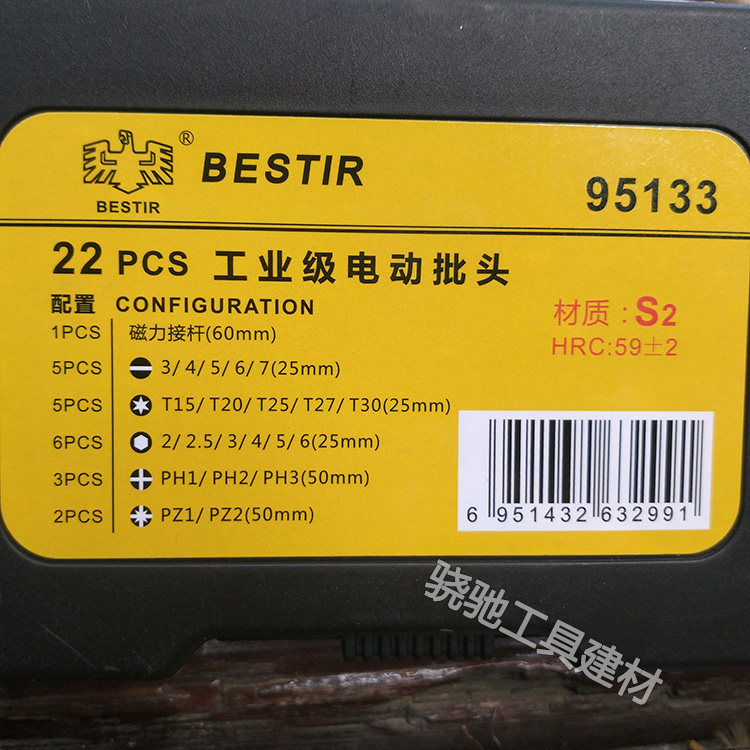 ®
BESTIR
BESTIR
95133
22 PCS 工业级电动批头
配置 CONFIGURATION
材质:S2
HRC:59±2
1PCS 磁力接杆(60mm)
5PCS 3/4/5/6/7(25mm)
5PCS T15/T20/T25/T27/T30(25mm)
6PCS 2/2.5/3/4/5/6(25mm)
3PCS PH1/PH2/PH3(50mm)
2PCS PZ1/PZ2(50mm)
6 951432 632991
骁驰工具建材